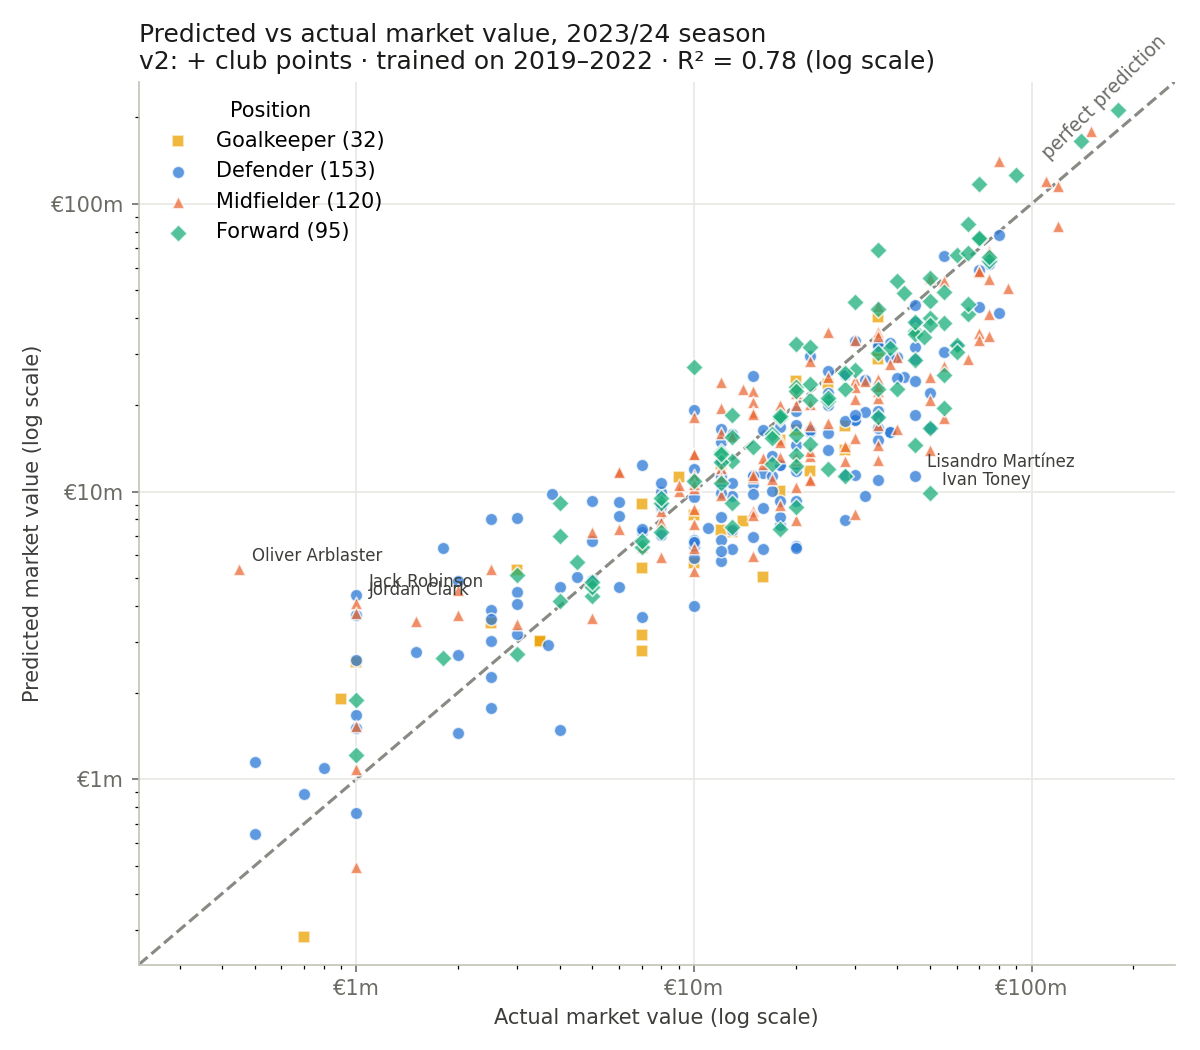 Predicted vs actual market value, 2023/24 season
v2: + club points · trained on 2019–2022 · R² = 0.78 (log scale)
perfect prediction
Position
Goalkeeper (32)
Defender (153)
Midfielder (120)
Forward (95)
€100m
€10m
€1m
Predicted market value (log scale)
Lisandro Martínez
Ivan Toney
Oliver Arblaster
Jack Robinson
Jordan Clark
€1m
€10m
€100m
Actual market value (log scale)